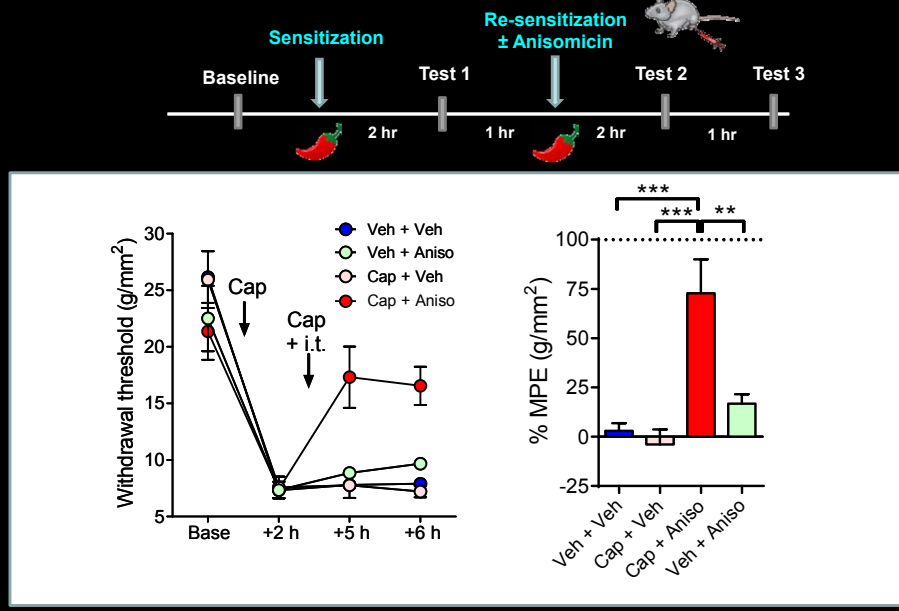 Re-sensitization
± Anisomicin
Sensitization
Baseline
Test 1
Test 2
Test 3
2 hr
1 hr
2 hr
1 hr
Withdrawal threshold (g/mm²)
30
25
20
15
10
5
Base
+2 h
+5 h
+6 h
Cap
Cap
+ i.t.
Veh + Veh
Veh + Aniso
Cap + Veh
Cap + Aniso
% MPE (g/mm²)
100
75
50
25
0
-25
***
***
**
Veh + Veh
Cap + Veh
Cap + Aniso
Veh + Aniso